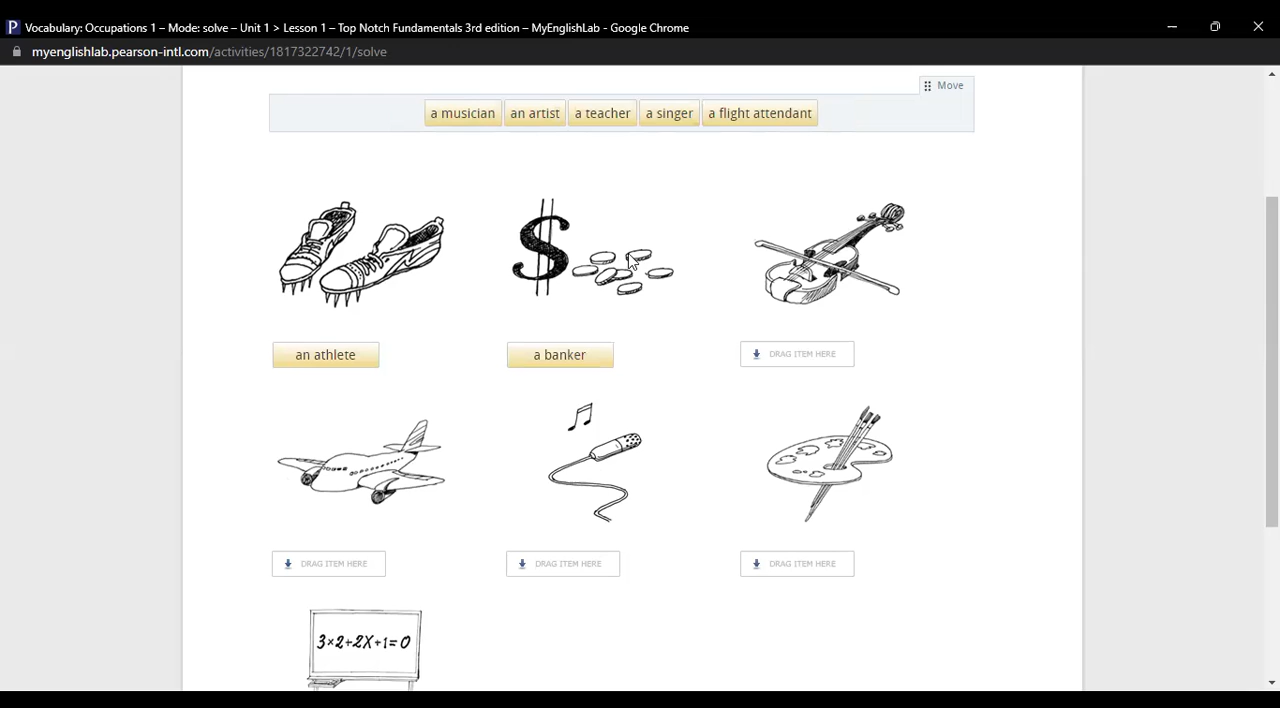 Vocabulary: Occupations 1 – Mode: solve – Unit 1 > Lesson 1 – Top Notch Fundamentals 3rd edition – MyEnglishLab - Google Chrome
myenglishlab.pearson-intl.com/activities/1817322742/1/solve
Move
a musician an artist a teacher a singer a flight attendant
an athlete a banker DRAG ITEM HERE
DRAG ITEM HERE DRAG ITEM HERE DRAG ITEM HERE
3×2+2X+1=0